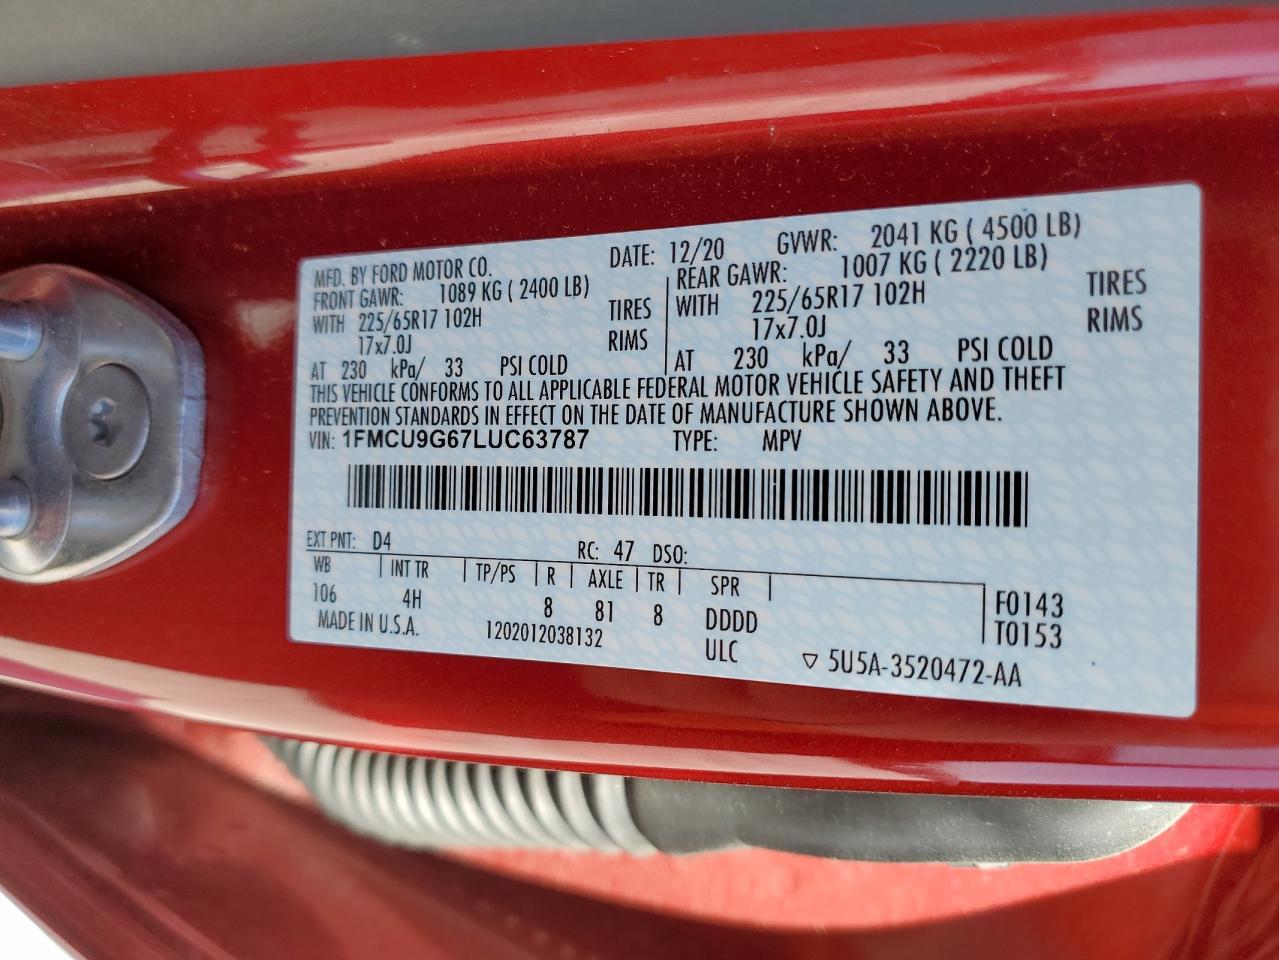 MFD. BY FORD MOTOR CO. DATE: 12/20 GVWR: 2041 KG ( 4500 LB)
FRONT GAWR: 1089 KG ( 2400 LB) REAR GAWR: 1007 KG ( 2220 LB)
WITH 225/65R17 102H TIRES WITH 225/65R17 102H TIRES
17x7.0J RIMS 17x7.0J RIMS
AT 230 kPa/ 33 PSI COLD AT 230 kPa/ 33 PSI COLD
THIS VEHICLE CONFORMS TO ALL APPLICABLE FEDERAL MOTOR VEHICLE SAFETY AND THEFT
PREVENTION STANDARDS IN EFFECT ON THE DATE OF MANUFACTURE SHOWN ABOVE.
VIN: 1FMCU9G67LUC63787 TYPE: MPV
EXT PNT: D4 RC: 47 DSO:
WB INT TR TP/PS R AXLE TR SPR
106 4H 8 81 8 DDDD F0143
MADE IN U.S.A. 1202012038132 ULC T0153
▽ 5U5A-3520472-AA